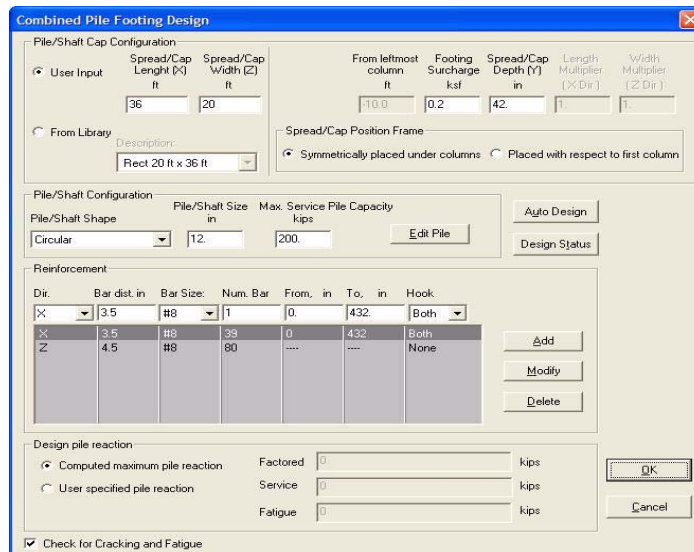 Combined Pile Footing Design
Pile/Shaft Cap Configuration
User Input
Spread/Cap Lenght (X) ft
Spread/Cap Width (Z) ft
From leftmost column ft
Footing Surcharge ksf
Spread/Cap Depth (Y) in
Length Multiplier (X Dir)
Width Multiplier (Z Dir)
36 20 -10.0 0.2 42. 1. 1.
From Library
Description:
Rect 20 ft x 36 ft
Spread/Cap Position Frame
Symmetrically placed under columns Placed with respect to first column
Pile/Shaft Configuration
Pile/Shaft Shape
Pile/Shaft Size in
Max. Service Pile Capacity kips
Circular 12. 200. Edit Pile
Auto Design
Design Status
Reinforcement
Dir. Bar dist. in Bar Size: Num. Bar From, in To, in Hook
X 3.5 #8 1 0. 432. Both
X 3.5 #8 39 0 432 Both
Z 4.5 #8 80 ---- ---- None
Add
Modify
Delete
Design pile reaction
Computed maximum pile reaction
User specified pile reaction
Factored 0 kips
Service 0 kips
Fatigue 0 kips
OK
Cancel
Check for Cracking and Fatigue